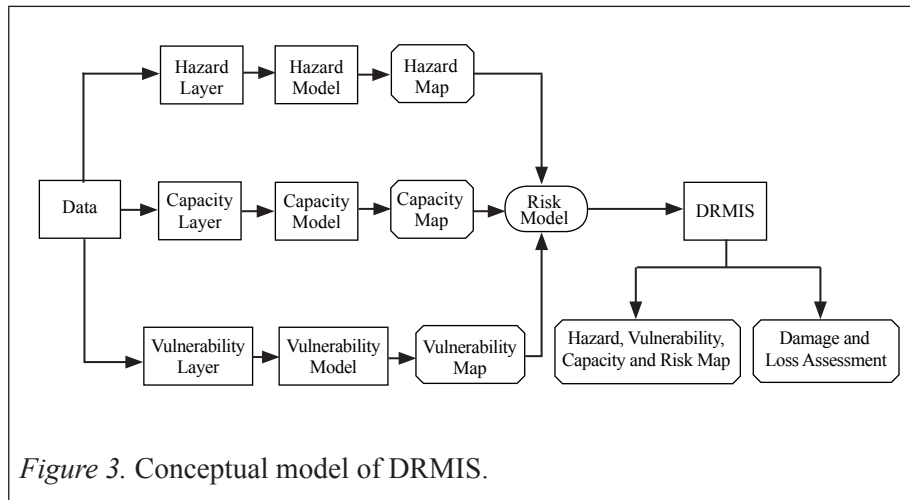 Hazard
Layer
Hazard
Model
Hazard
Map
Data
Capacity
Layer
Capacity
Model
Capacity
Map
Risk
Model
DRMIS
Vulnerability
Layer
Vulnerability
Model
Vulnerability
Map
Hazard, Vulnerability,
Capacity and Risk Map
Damage and
Loss Assessment
Figure 3. Conceptual model of DRMIS.